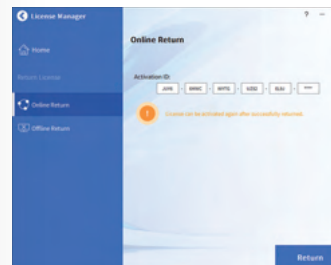 License Manager
? –
Home
Online Return
Return License
Activation ID:
Online Return
License can be activated again after successfully returned.
Offline Return
Return